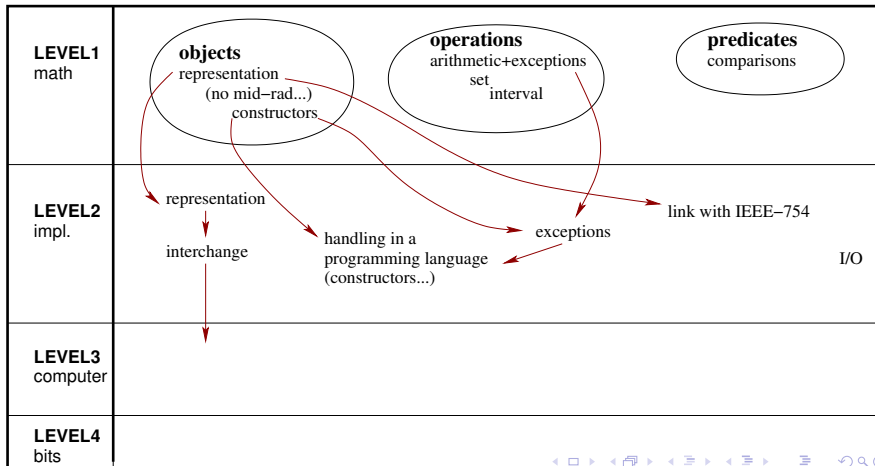 LEVEL1
math
objects
representation
(no mid−rad...)
constructors
operations
arithmetic+exceptions
set
interval
predicates
comparisons
LEVEL2
impl.
representation
interchange
handling in a
programming language
(constructors...)
exceptions
link with IEEE−754
I/O
LEVEL3
computer
LEVEL4
bits